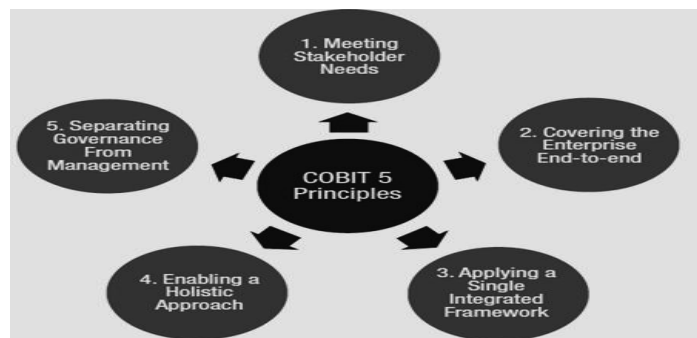 1. Meeting
Stakeholder
Needs
5. Separating
Governance
From
Management
2. Covering the
Enterprise
End-to-end
COBIT 5
Principles
4. Enabling a
Holistic
Approach
3. Applying a
Single
Integrated
Framework